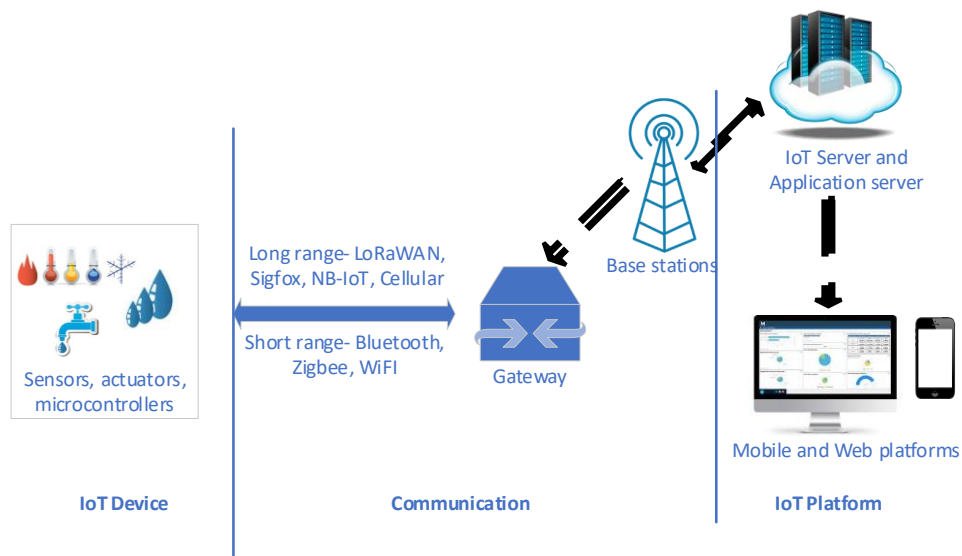 IoT Server and
Application server
Base stations
Long range- LoRaWAN,
Sigfox, NB-IoT, Cellular
Short range- Bluetooth,
Zigbee, WiFI
Gateway
Sensors, actuators,
microcontrollers
Mobile and Web platforms
IoT Device
Communication
IoT Platform